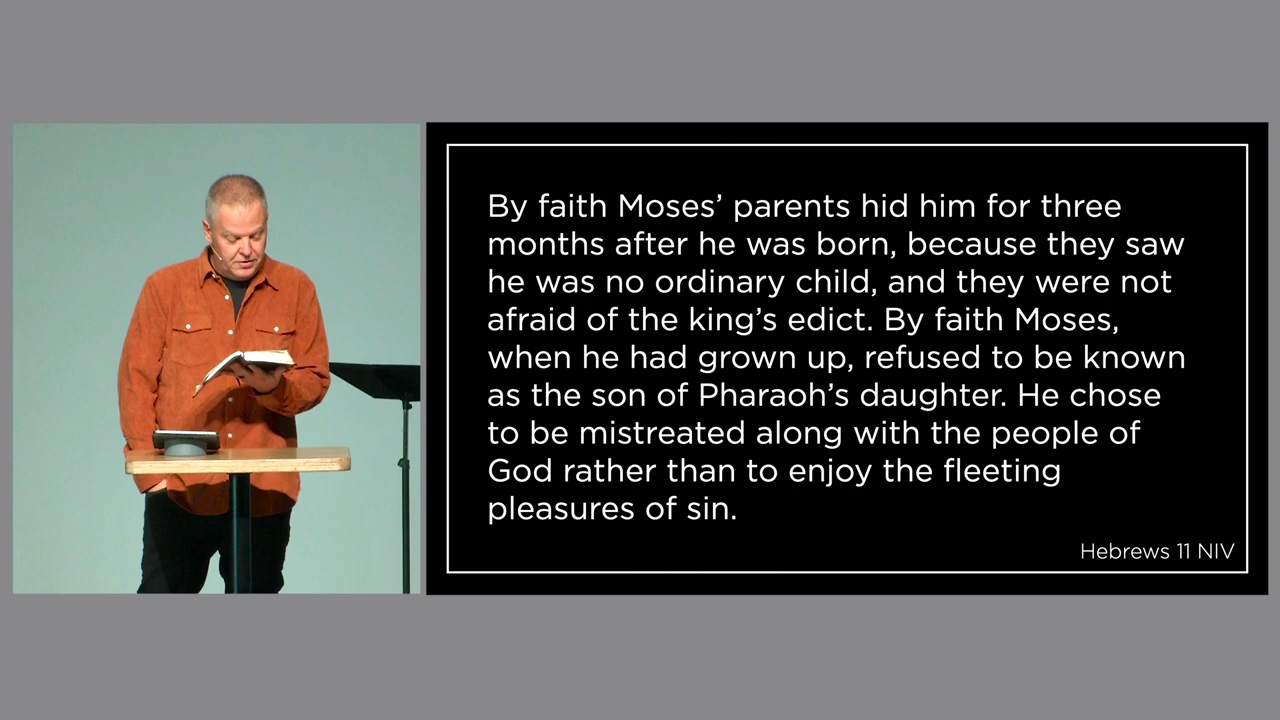 By faith Moses’ parents hid him for three
months after he was born, because they saw
he was no ordinary child, and they were not
afraid of the king’s edict. By faith Moses,
when he had grown up, refused to be known
as the son of Pharaoh’s daughter. He chose
to be mistreated along with the people of
God rather than to enjoy the fleeting
pleasures of sin.
Hebrews 11 NIV